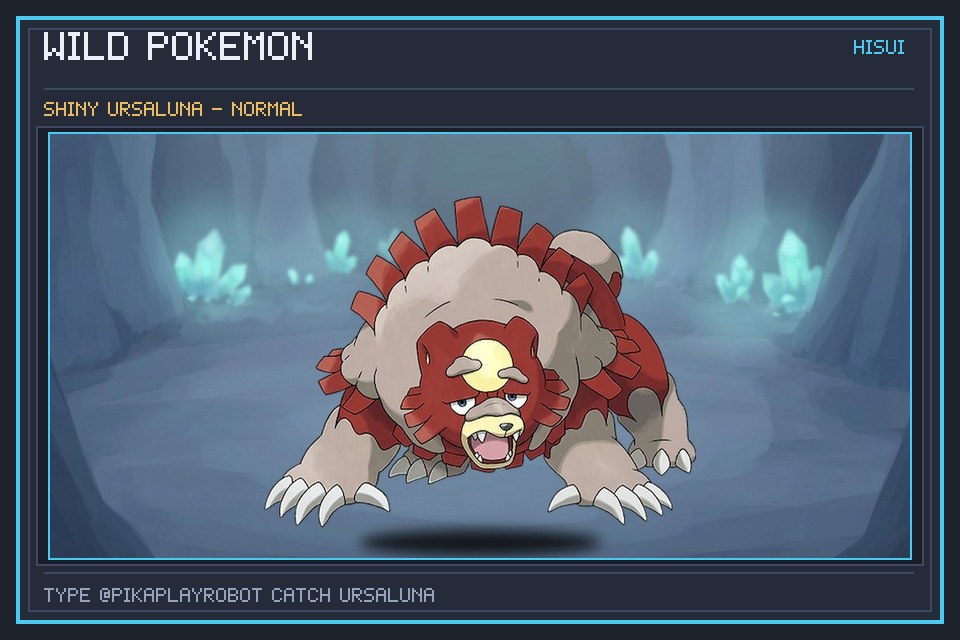 WILD POKEMON
HISUI
SHINY URSALUNA - NORMAL
TYPE @PIKAPLAYROBOT CATCH URSALUNA